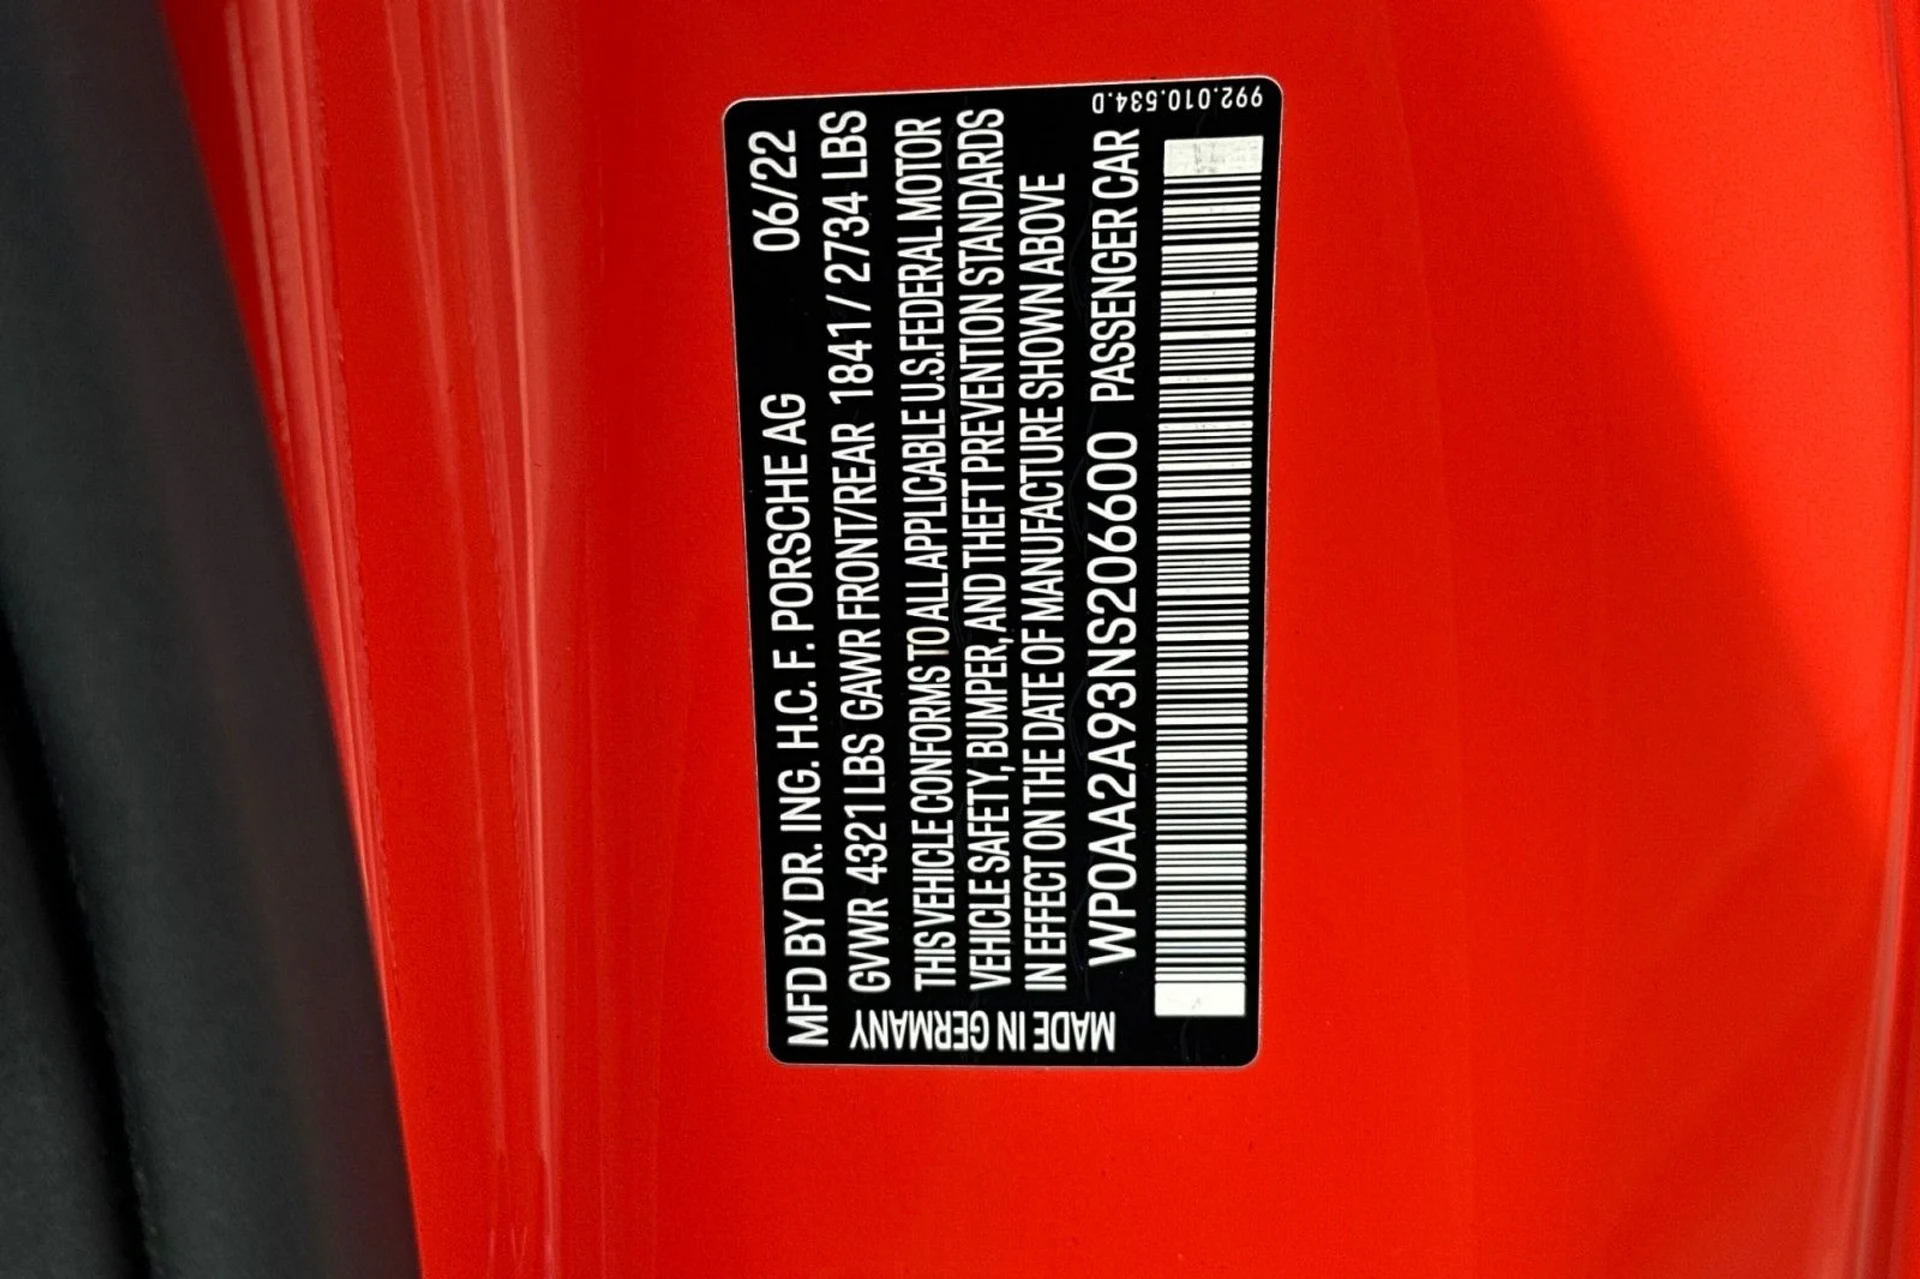 MFD BY DR. ING. H.C. F. PORSCHE AG 06/22
GVWR 4321 LBS GAWR FRONT/REAR 1841 / 2734 LBS
THIS VEHICLE CONFORMS TO ALL APPLICABLE U.S. FEDERAL MOTOR
VEHICLE SAFETY, BUMPER, AND THEFT PREVENTION STANDARDS
IN EFFECT ON THE DATE OF MANUFACTURE SHOWN ABOVE
WP0AA2A93NS206600 PASSENGER CAR
MADE IN GERMANY
992.010.534.D